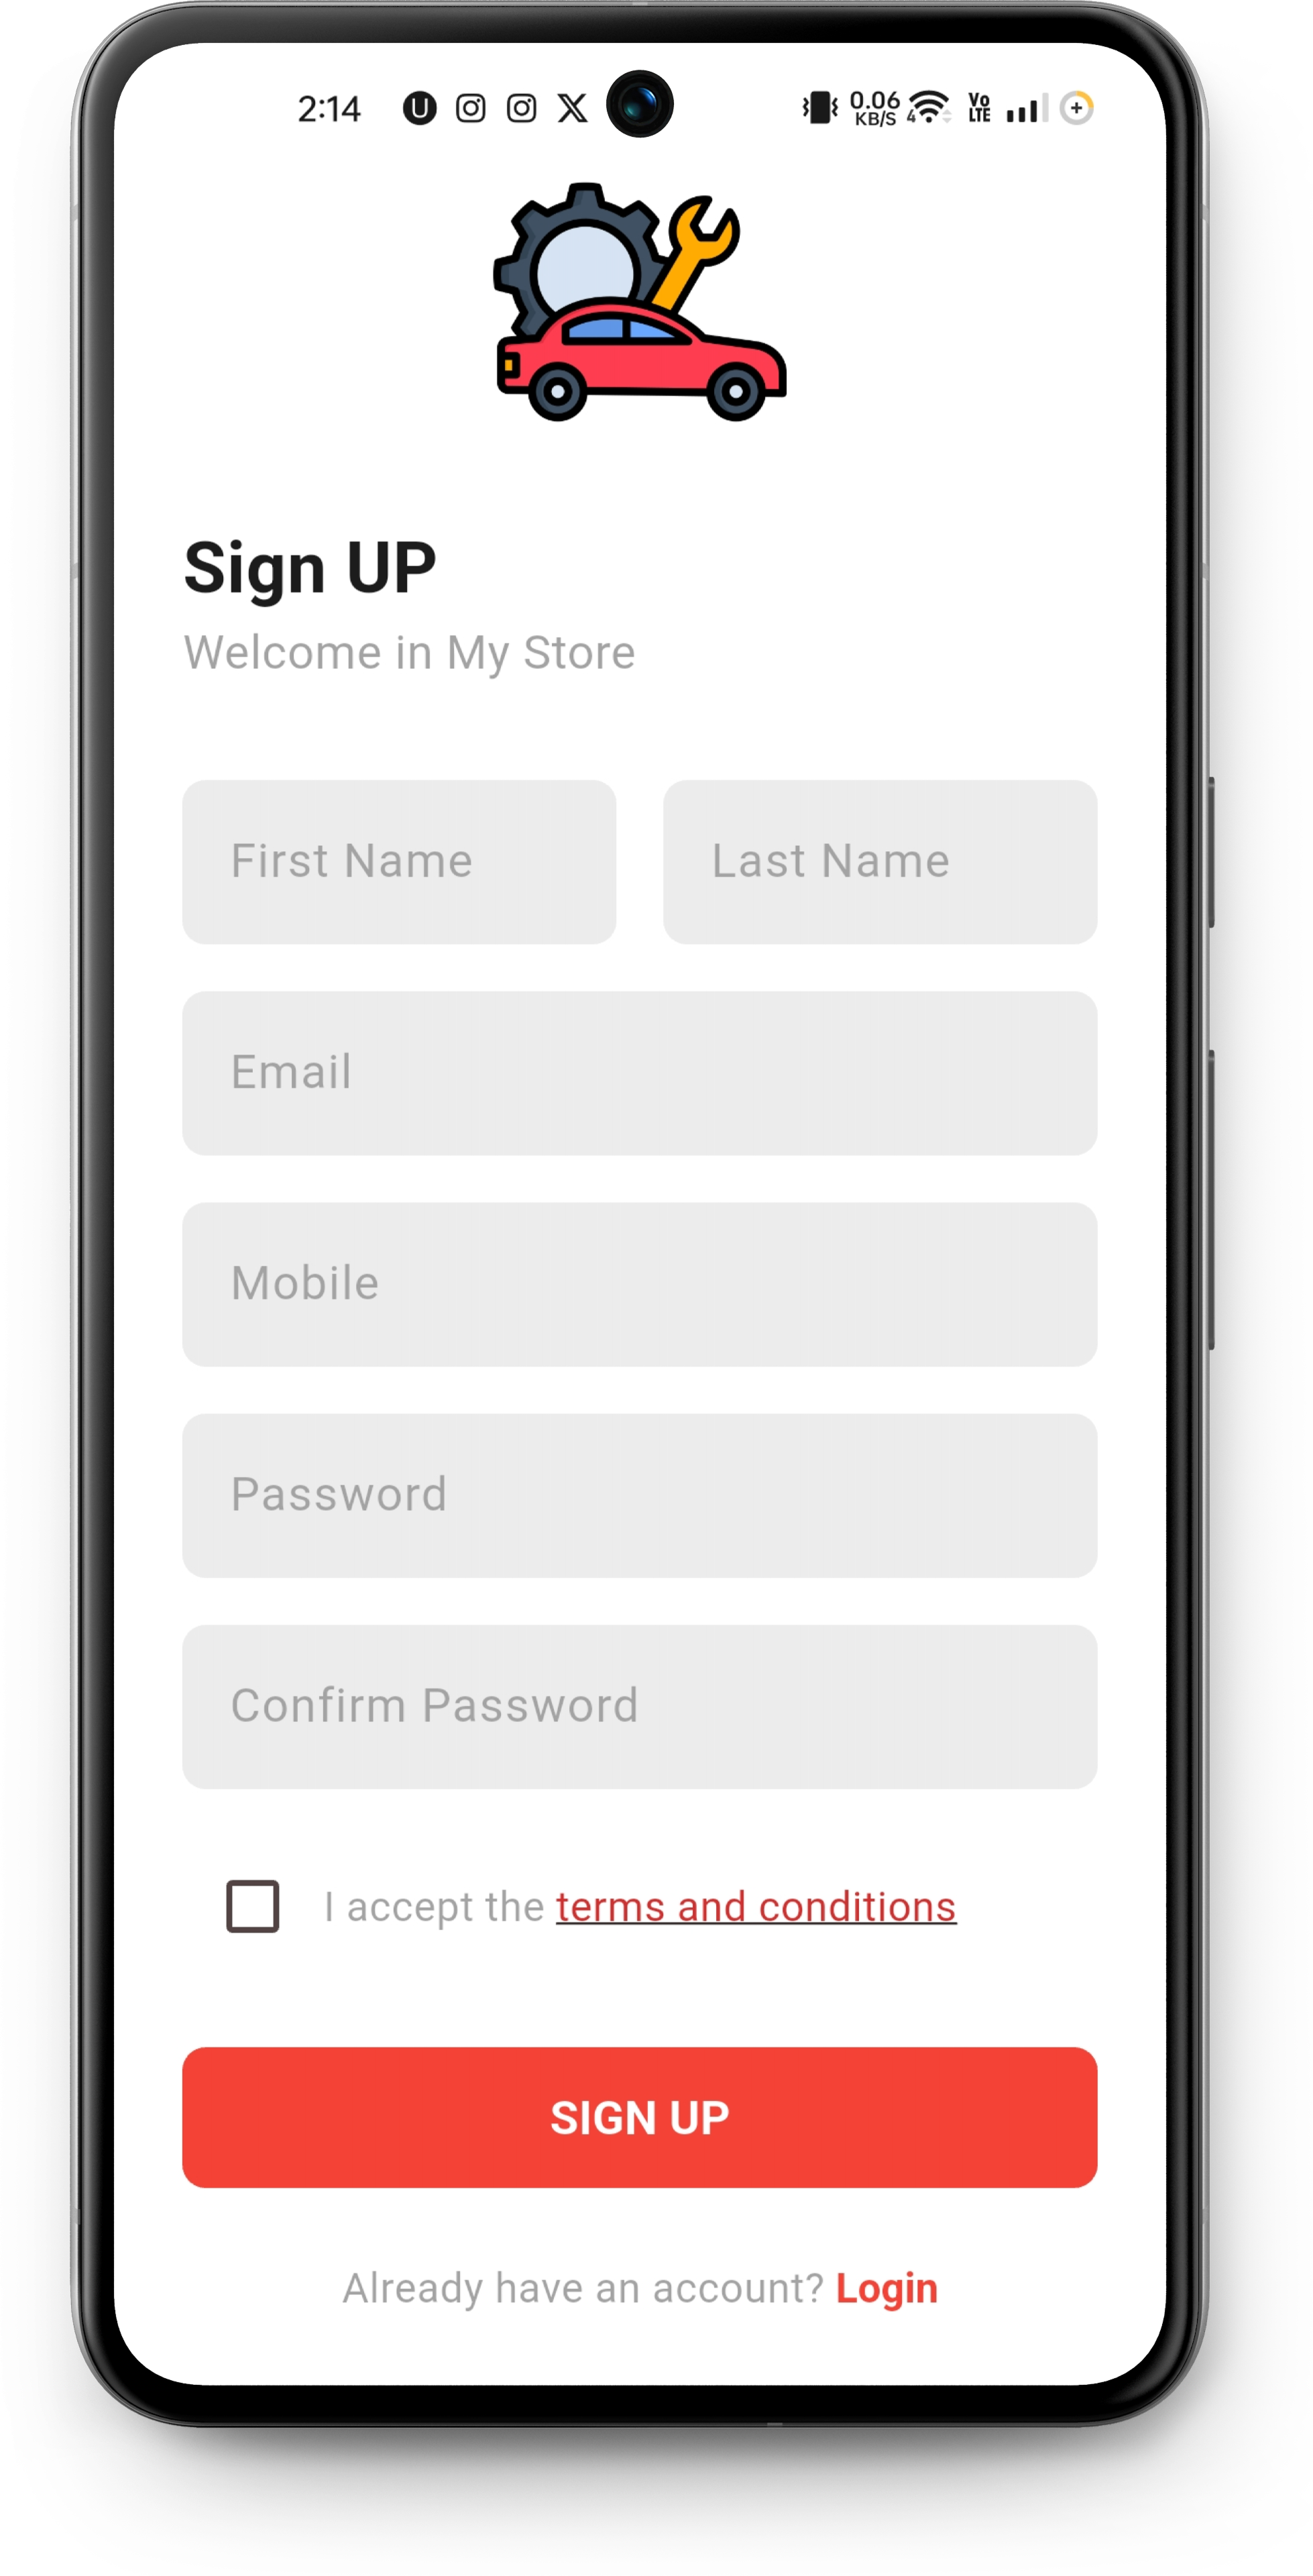 2:14 U 0.06 KB/S 4 Vo LTE
Sign UP
Welcome in My Store
First Name Last Name
Email
Mobile
Password
Confirm Password
I accept the terms and conditions
SIGN UP
Already have an account? Login